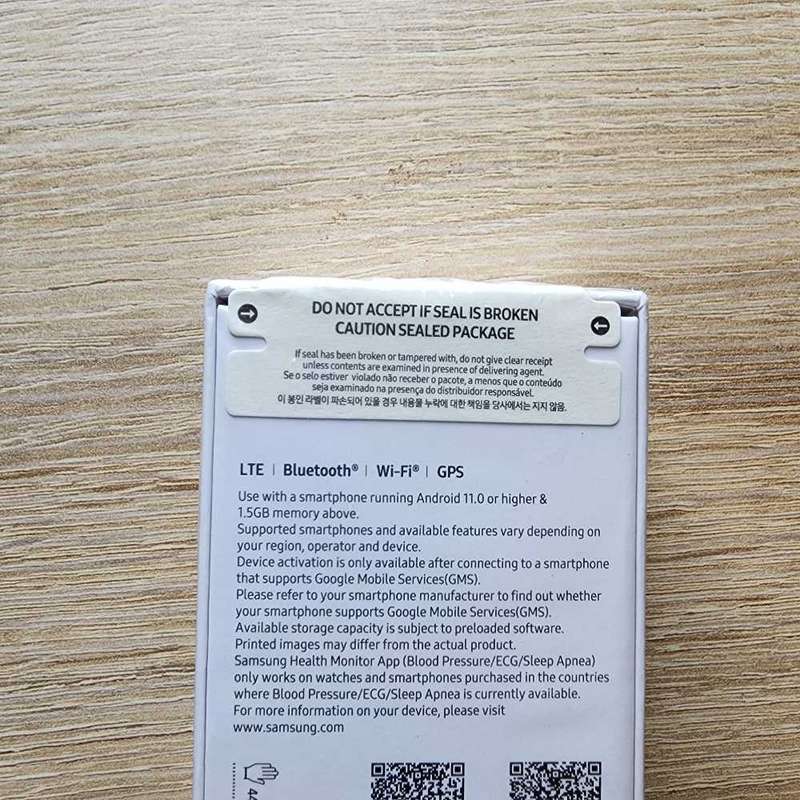 DO NOT ACCEPT IF SEAL IS BROKEN
CAUTION SEALED PACKAGE
If seal has been broken or tampered with, do not give clear receipt
unless contents are examined in presence of delivering agent.
Se o selo estiver violado não receber o pacote, a menos que o conteúdo
seja examinado na presença do distribuidor responsável.
이 봉인 라벨이 파손되어 있을 경우 내용물 누락에 대한 책임을 당사에서는 지지 않음.
LTE | Bluetooth® | Wi-Fi® | GPS
Use with a smartphone running Android 11.0 or higher &
1.5GB memory above.
Supported smartphones and available features vary depending on
your region, operator and device.
Device activation is only available after connecting to a smartphone
that supports Google Mobile Services(GMS).
Please refer to your smartphone manufacturer to find out whether
your smartphone supports Google Mobile Services(GMS).
Available storage capacity is subject to preloaded software.
Printed images may differ from the actual product.
Samsung Health Monitor App (Blood Pressure/ECG/Sleep Apnea)
only works on watches and smartphones purchased in the countries
where Blood Pressure/ECG/Sleep Apnea is currently available.
For more information on your device, please visit
www.samsung.com